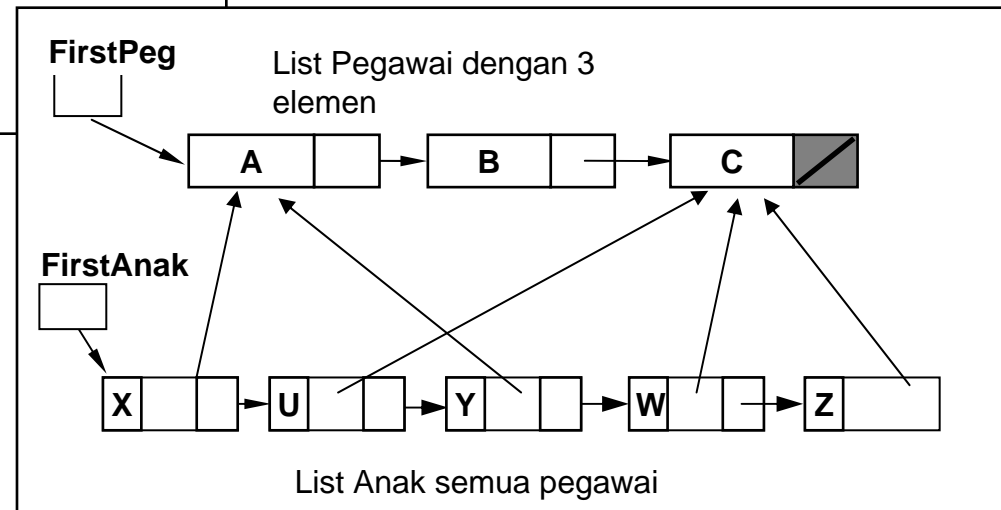 FirstPeg
List Pegawai dengan 3
elemen
A
B
C
FirstAnak
X
U
Y
W
Z
List Anak semua pegawai